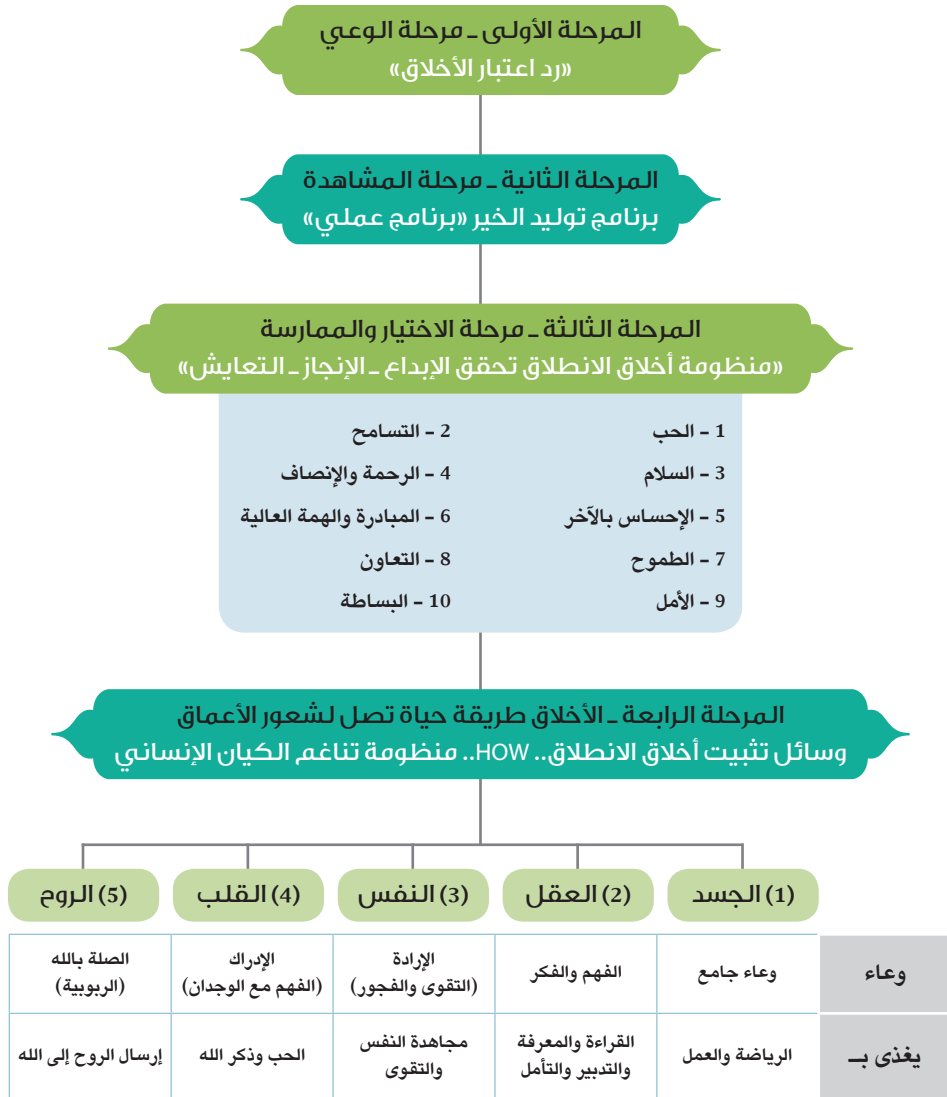 المرحلة الأولى ـ مرحلة الوعي
«رد اعتبار الأخلاق»
المرحلة الثانية ـ مرحلة المشاهدة
برنامج توليد الخير «برنامج عملي»
المرحلة الثالثة ـ مرحلة الاختيار والممارسة
«منظومة أخلاق الانطلاق تحقق الإبداع ـ الإنجاز ـ التعايش»
1 - الحب
2 - التسامح
3 - السلام
4 - الرحمة والإنصاف
5 - الإحساس بالآخر
6 - المبادرة والهمة العالية
7 - الطموح
8 - التعاون
9 - الأمل
10 - البساطة
المرحلة الرابعة ـ الأخلاق طريقة حياة تصل لشعور الأعماق
وسائل تثبيت أخلاق الانطلاق.. HOW.. منظومة تناغم الكيان الإنساني
(1) الجسد
(2) العقل
(3) النفس
(4) القلب
(5) الروح
وعاء
وعاء جامع
الفهم والفكر
الإرادة
(التقوى والفجور)
الإدراك
(الفهم مع الوجدان)
الصلة بالله
(الربوبية)
يغذى بــ
الرياضة والعمل
القراءة والمعرفة
والتدبير والتأمل
مجاهدة النفس
والتقوى
الحب وذكر الله
إرسال الروح إلى الله